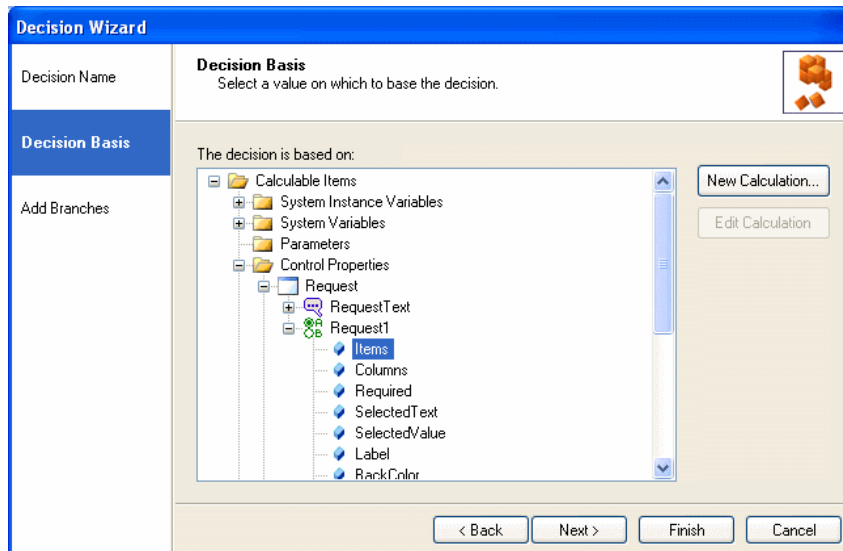 Decision Wizard
Decision Name
Decision Basis
Add Branches
Decision Basis
Select a value on which to base the decision.
The decision is based on:
Calculable Items
System Instance Variables
System Variables
Parameters
Control Properties
Request
RequestText
A
B
Request1
Items
Columns
Required
SelectedText
SelectedValue
Label
BackColor
New Calculation...
Edit Calculation
< Back
Next >
Finish
Cancel